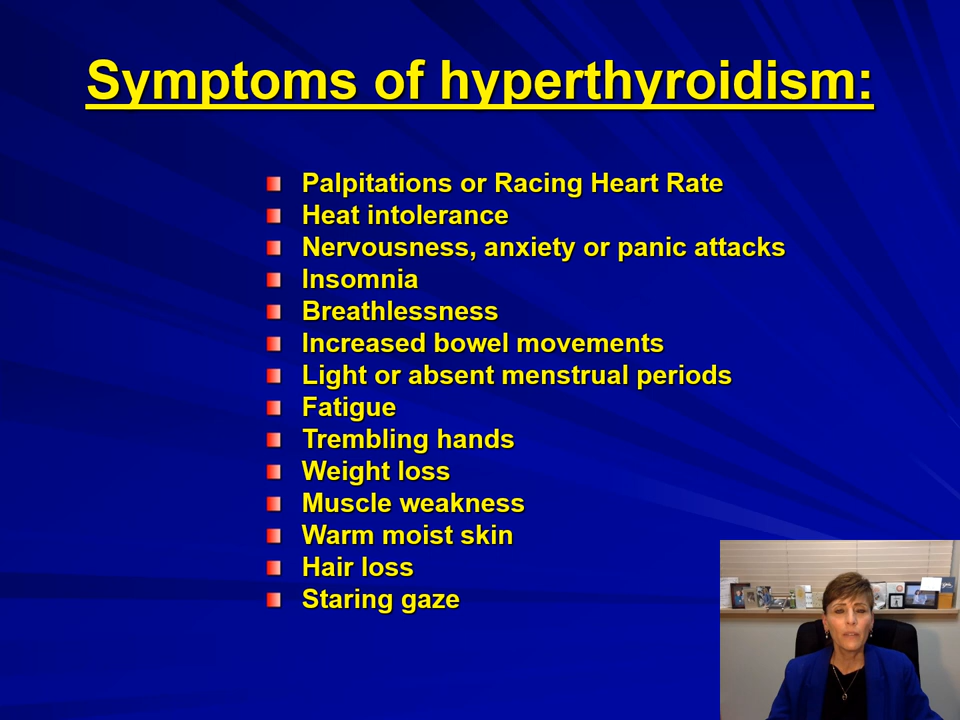 Symptoms of hyperthyroidism:
Palpitations or Racing Heart Rate
Heat intolerance
Nervousness, anxiety or panic attacks
Insomnia
Breathlessness
Increased bowel movements
Light or absent menstrual periods
Fatigue
Trembling hands
Weight loss
Muscle weakness
Warm moist skin
Hair loss
Staring gaze